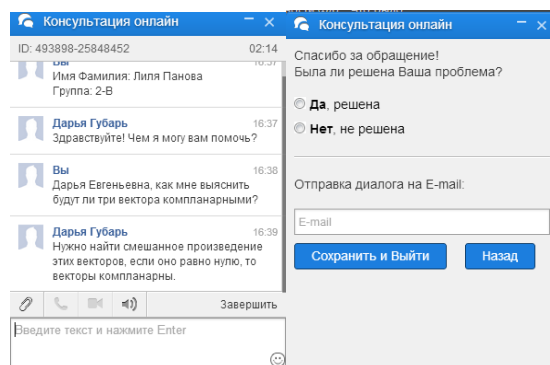 Консультация онлайн
ID: 493898-25848452 02:14
Вы 16:37
Имя Фамилия: Лиля Панова
Группа: 2-В
Дарья Губарь 16:37
Здравствуйте! Чем я могу вам помочь?
Вы 16:38
Дарья Евгеньевна, как мне выяснить
будут ли три вектора компланарными?
Дарья Губарь 16:39
Нужно найти смешанное произведение
этих векторов, если оно равно нулю, то
векторы компланарны.
Завершить
Введите текст и нажмите Enter
Консультация онлайн
Спасибо за обращение!
Была ли решена Ваша проблема?
Да, решена
Нет, не решена
Отправка диалога на E-mail:
E-mail
Сохранить и Выйти
Назад